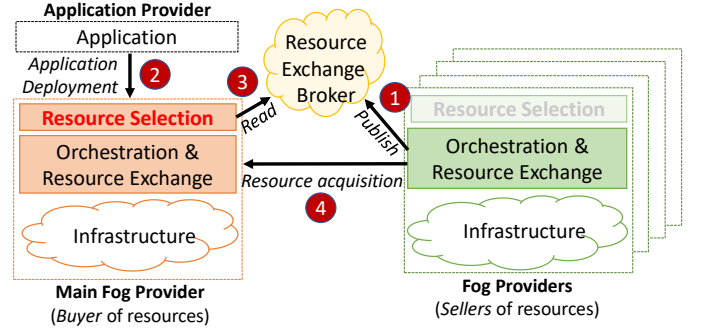 Application Provider
Application
Application
Deployment
2
3
Resource
Exchange
Broker
1
Read
Publish
Resource Selection
Orchestration &
Resource Exchange
Infrastructure
Resource acquisition
4
Resource Selection
Orchestration &
Resource Exchange
Infrastructure
Main Fog Provider
(Buyer of resources)
Fog Providers
(Sellers of resources)